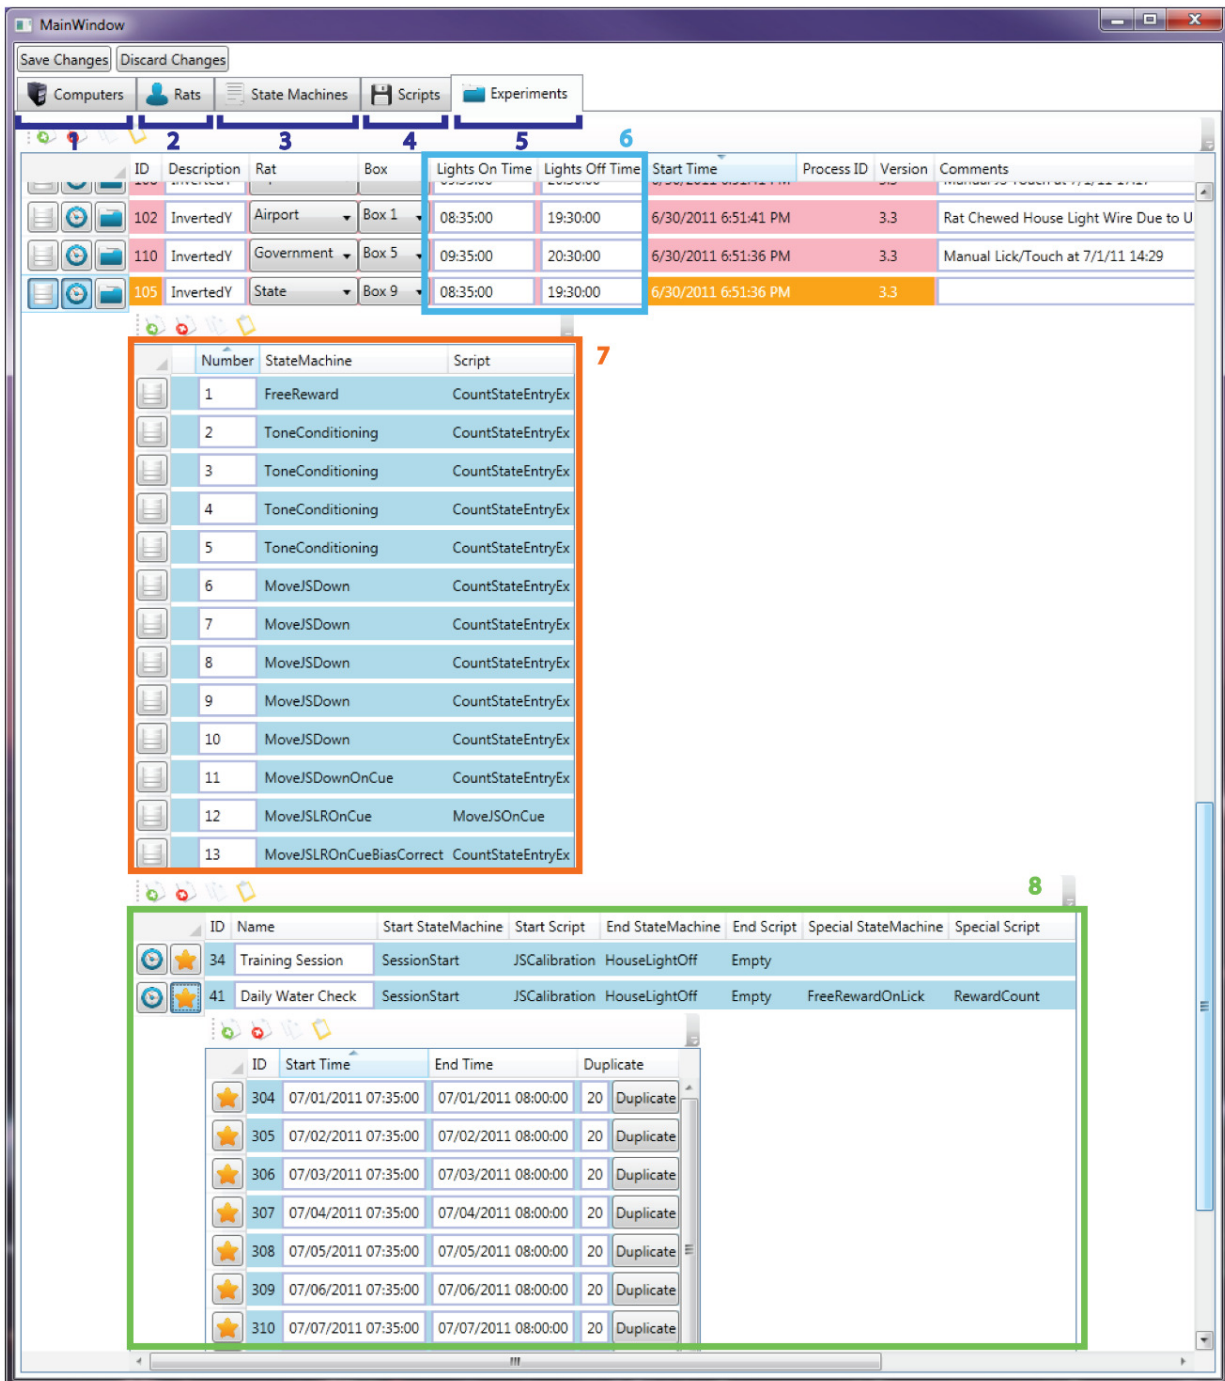 MainWindow
Save Changes Discard Changes
Computers Rats State Machines Scripts Experiments
1 2 3 4 5 6
ID Description Rat Box Lights On Time Lights Off Time Start Time Process ID Version Comments
102 InvertedY Airport Box 1 08:35:00 19:30:00 6/30/2011 6:51:41 PM 3.3 Rat Chewed House Light Wire Due to U
110 InvertedY Government Box 5 09:35:00 20:30:00 6/30/2011 6:51:36 PM 3.3 Manual Lick/Touch at 7/1/11 14:29
105 InvertedY State Box 9 08:35:00 19:30:00 6/30/2011 6:51:36 PM 3.3
7
Number StateMachine Script
1 FreeReward CountStateEntryEx
2 ToneConditioning CountStateEntryEx
3 ToneConditioning CountStateEntryEx
4 ToneConditioning CountStateEntryEx
5 ToneConditioning CountStateEntryEx
6 MoveJSDown CountStateEntryEx
7 MoveJSDown CountStateEntryEx
8 MoveJSDown CountStateEntryEx
9 MoveJSDown CountStateEntryEx
10 MoveJSDown CountStateEntryEx
11 MoveJSDownOnCue CountStateEntryEx
12 MoveJSLROnCue MoveJSOnCue
13 MoveJSLROnCueBiasCorrect CountStateEntryEx
8
ID Name Start StateMachine Start Script End StateMachine End Script Special StateMachine Special Script
34 Training Session SessionStart JSCalibration HouseLightOff Empty
41 Daily Water Check SessionStart JSCalibration HouseLightOff Empty FreeRewardOnLick RewardCount
ID Start Time End Time Duplicate
304 07/01/2011 07:35:00 07/01/2011 08:00:00 20 Duplicate
305 07/02/2011 07:35:00 07/02/2011 08:00:00 20 Duplicate
306 07/03/2011 07:35:00 07/03/2011 08:00:00 20 Duplicate
307 07/04/2011 07:35:00 07/04/2011 08:00:00 20 Duplicate
308 07/05/2011 07:35:00 07/05/2011 08:00:00 20 Duplicate
309 07/06/2011 07:35:00 07/06/2011 08:00:00 20 Duplicate
310 07/07/2011 07:35:00 07/07/2011 08:00:00 20 Duplicate